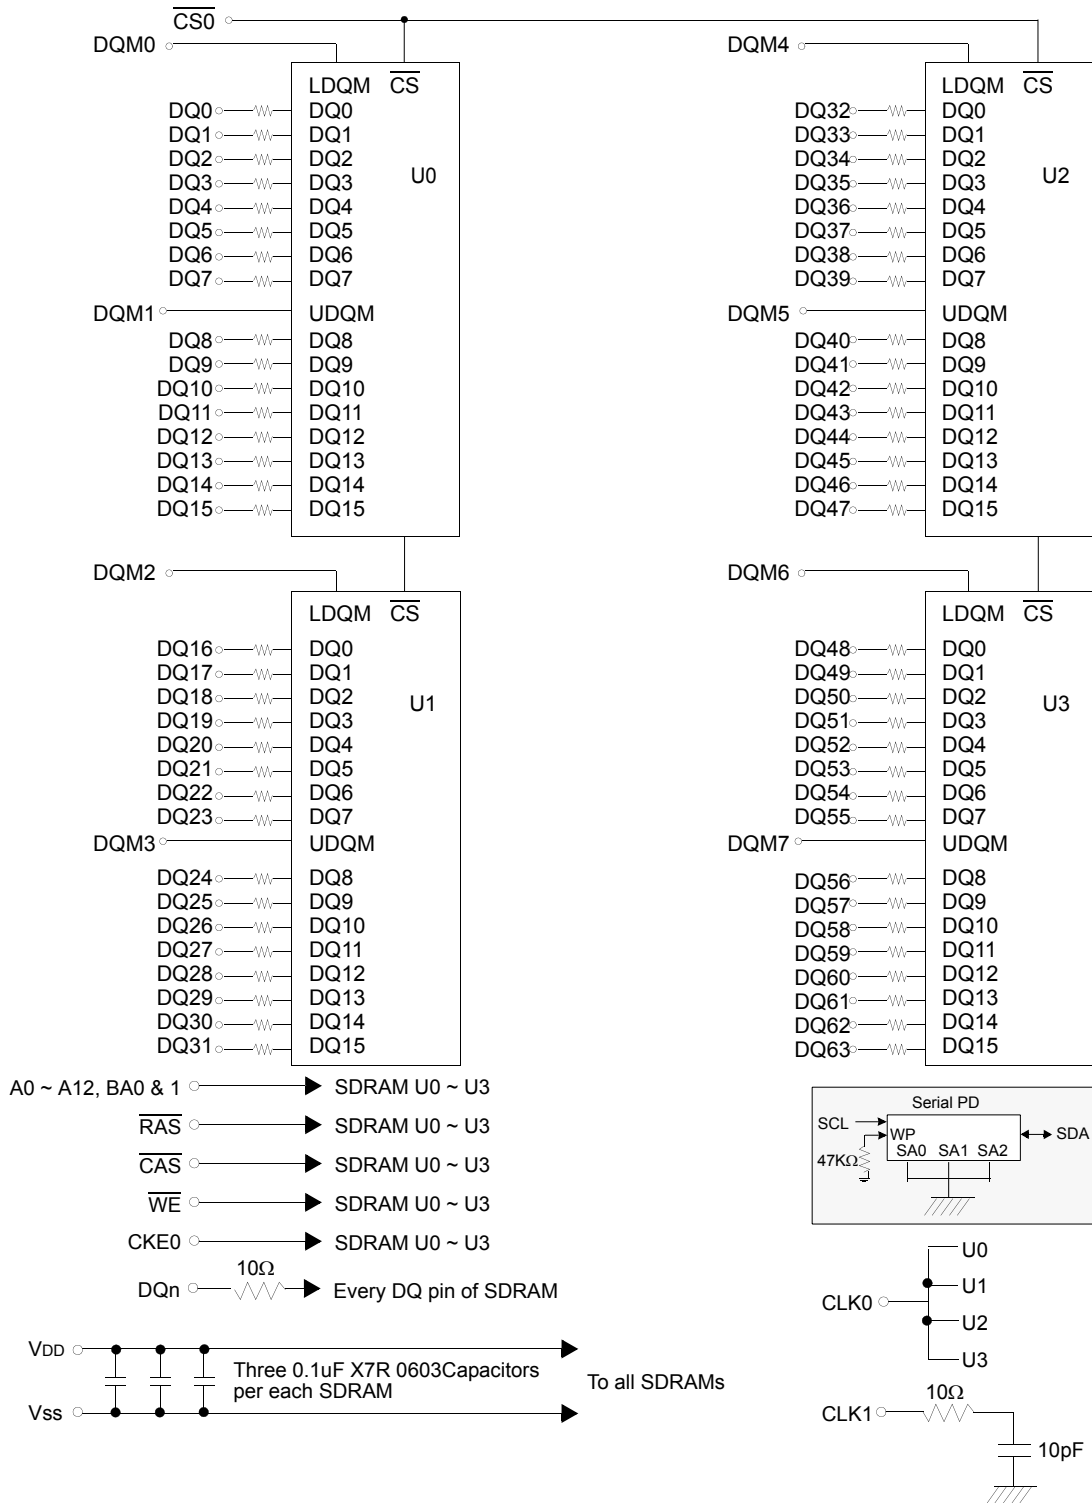 CS0
DQM0
LDQM CS
DQ0 DQ0
DQ1 DQ1
DQ2 DQ2
U0
DQ3 DQ3
DQ4 DQ4
DQ5 DQ5
DQ6 DQ6
DQ7 DQ7
DQM1 UDQM
DQ8 DQ8
DQ9 DQ9
DQ10 DQ10
DQ11 DQ11
DQ12 DQ12
DQ13 DQ13
DQ14 DQ14
DQ15 DQ15
DQM4
LDQM CS
DQ32 DQ0
DQ33 DQ1
DQ34 DQ2
U2
DQ35 DQ3
DQ36 DQ4
DQ37 DQ5
DQ38 DQ6
DQ39 DQ7
DQM5 UDQM
DQ40 DQ8
DQ41 DQ9
DQ42 DQ10
DQ43 DQ11
DQ44 DQ12
DQ45 DQ13
DQ46 DQ14
DQ47 DQ15
DQM2
LDQM CS
DQ16 DQ0
DQ17 DQ1
DQ18 DQ2
U1
DQ19 DQ3
DQ20 DQ4
DQ21 DQ5
DQ22 DQ6
DQ23 DQ7
DQM3 UDQM
DQ24 DQ8
DQ25 DQ9
DQ26 DQ10
DQ27 DQ11
DQ28 DQ12
DQ29 DQ13
DQ30 DQ14
DQ31 DQ15
DQM6
LDQM CS
DQ48 DQ0
DQ49 DQ1
DQ50 DQ2
U3
DQ51 DQ3
DQ52 DQ4
DQ53 DQ5
DQ54 DQ6
DQ55 DQ7
DQM7 UDQM
DQ56 DQ8
DQ57 DQ9
DQ58 DQ10
DQ59 DQ11
DQ60 DQ12
DQ61 DQ13
DQ62 DQ14
DQ63 DQ15
A0 ~ A12, BA0 & 1 SDRAM U0 ~ U3
RAS SDRAM U0 ~ U3
CAS SDRAM U0 ~ U3
WE SDRAM U0 ~ U3
CKE0 SDRAM U0 ~ U3
10Ω
DQn Every DQ pin of SDRAM
VDD
Three 0.1uF X7R 0603Capacitors
per each SDRAM
To all SDRAMs
Vss
Serial PD
SCL
WP
SDA
47KΩ
SA0 SA1 SA2
U0
U1
CLK0
U2
U3
10Ω
CLK1
10pF